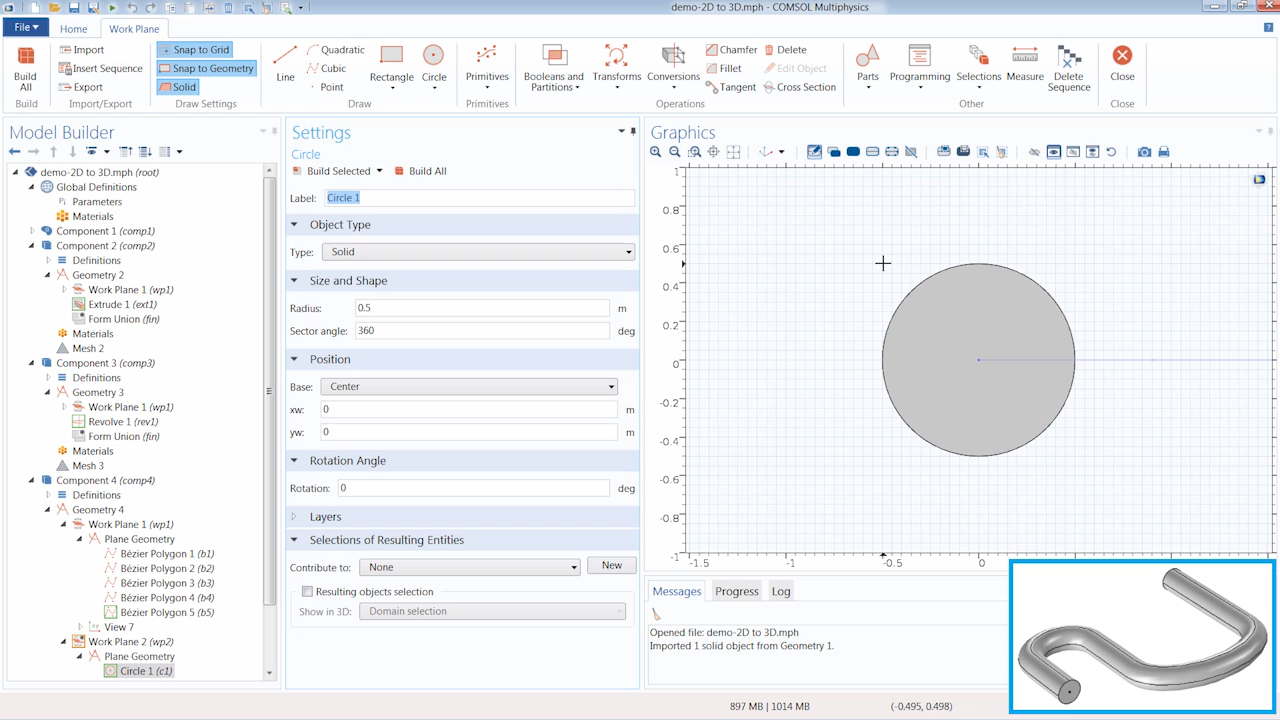 demo-2D to 3D.mph - COMSOL Multiphysics
File
Home
Work Plane
Build All
Build
Import
Insert Sequence
Export
Import/Export
Snap to Grid
Snap to Geometry
Solid
Draw Settings
Line
Quadratic
Cubic
Point
Rectangle
Circle
Draw
Primitives
Primitives
Booleans and Partitions
Transforms
Conversions
Chamfer
Fillet
Tangent
Delete
Edit Object
Cross Section
Operations
Parts
Programming
Selections
Measure
Delete Sequence
Other
Close
Close
Model Builder
demo-2D to 3D.mph (root)
Global Definitions
Pi Parameters
Materials
Component 1 (comp1)
Component 2 (comp2)
Definitions
Geometry 2
Work Plane 1 (wp1)
Extrude 1 (ext1)
Form Union (fin)
Materials
Mesh 2
Component 3 (comp3)
Definitions
Geometry 3
Work Plane 1 (wp1)
Revolve 1 (rev1)
Form Union (fin)
Materials
Mesh 3
Component 4 (comp4)
Definitions
Geometry 4
Work Plane 1 (wp1)
Plane Geometry
Bézier Polygon 1 (b1)
Bézier Polygon 2 (b2)
Bézier Polygon 3 (b3)
Bézier Polygon 4 (b4)
Bézier Polygon 5 (b5)
View 7
Work Plane 2 (wp2)
Plane Geometry
Circle 1 (c1)
Settings
Circle
Build Selected
Build All
Label: Circle 1
Object Type
Type: Solid
Size and Shape
Radius: 0.5 m
Sector angle: 360 deg
Position
Base: Center
xw: 0 m
yw: 0 m
Rotation Angle
Rotation: 0 deg
Layers
Selections of Resulting Entities
Contribute to: None New
Resulting objects selection
Show in 3D: Domain selection
Graphics
1
0.8
0.6
0.4
0.2
0
-0.2
-0.4
-0.6
-0.8
-1
-1.5
-1
-0.5
0
Messages
Progress
Log
Opened file: demo-2D to 3D.mph
Imported 1 solid object from Geometry 1.
897 MB | 1014 MB
(-0.495, 0.498)